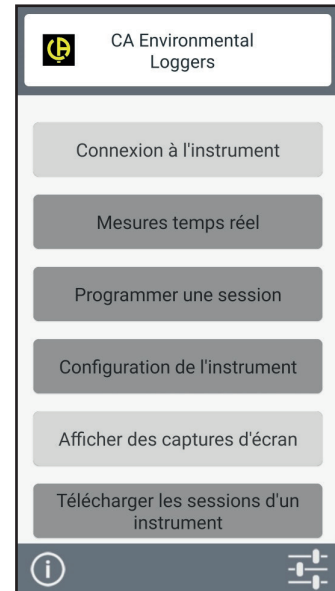 CA Environmental
Loggers
Connexion à l'instrument
Mesures temps réel
Programmer une session
Configuration de l'instrument
Afficher des captures d'écran
Télécharger les sessions d'un
instrument